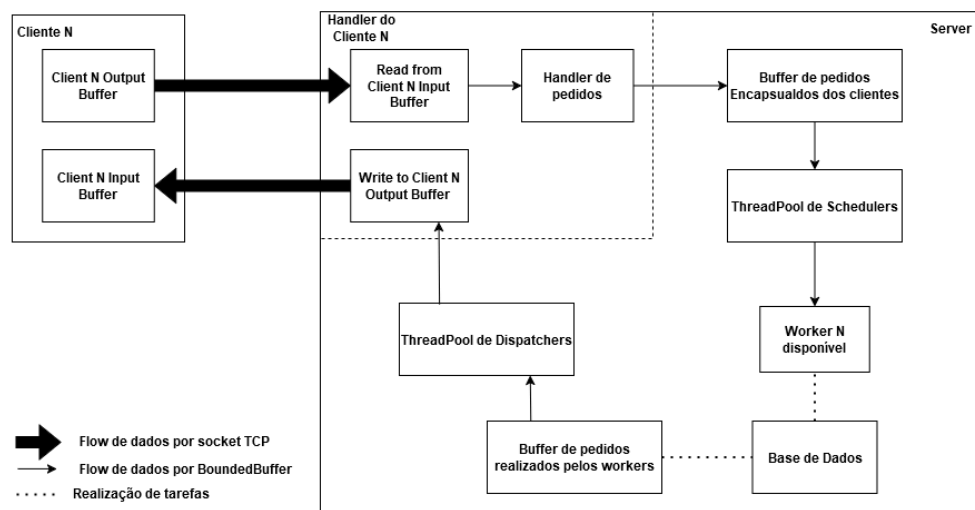 Cliente N
Handler do
Cliente N
Server
Client N Output
Buffer
Read from
Client N Input
Buffer
Handler de
pedidos
Buffer de pedidos
Encapsualdos dos clientes
Client N Input
Buffer
Write to Client N
Output Buffer
ThreadPool de Schedulers
ThreadPool de Dispatchers
Worker N
disponível
Buffer de pedidos
realizados pelos workers
Base de Dados
Flow de dados por socket TCP
Flow de dados por BoundedBuffer
Realização de tarefas